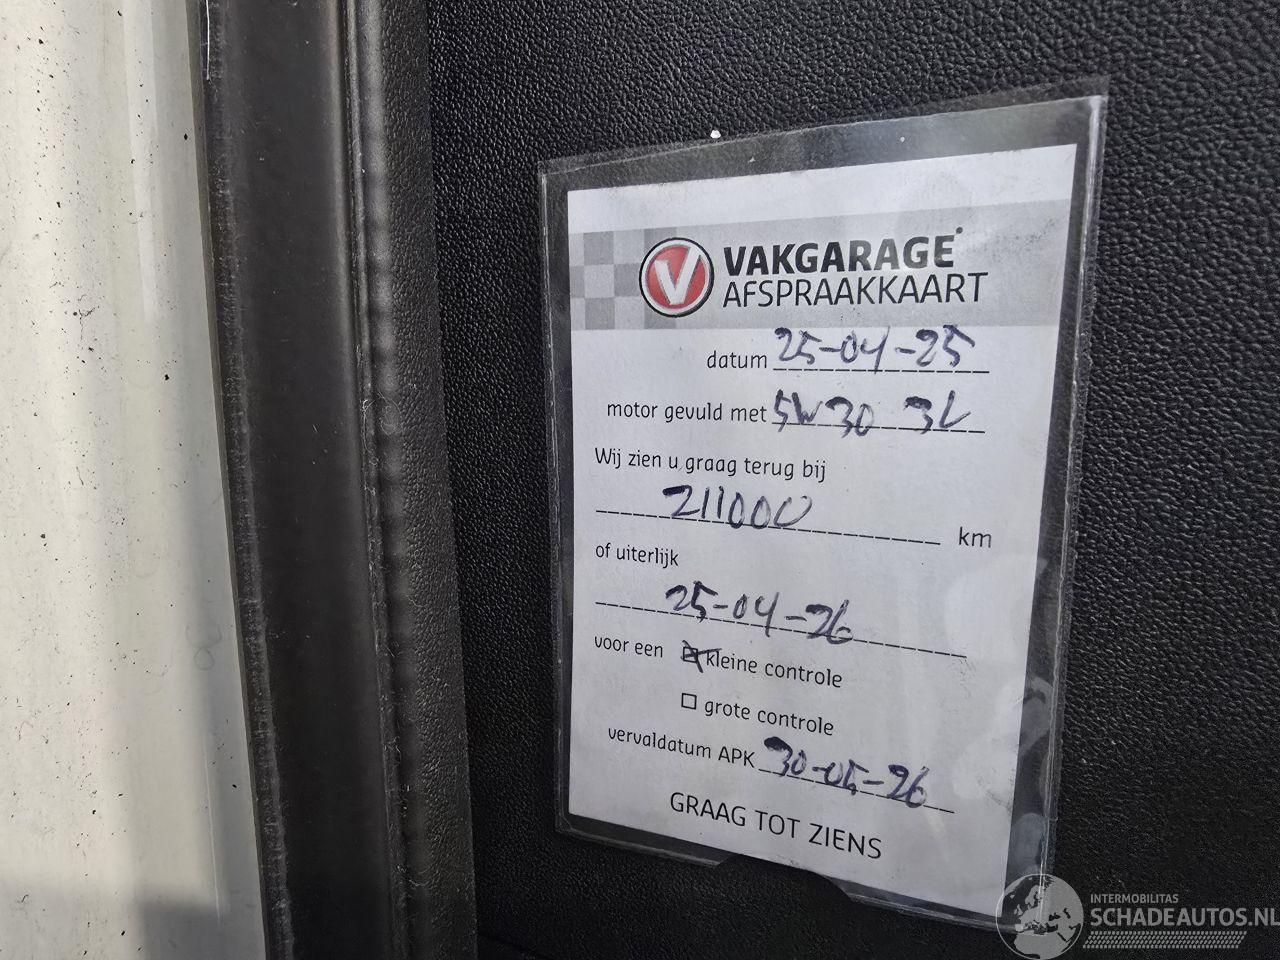 V VAKGARAGE
AFSPRAAKKAART
datum 25-04-25
motor gevuld met 5W30 3L
Wij zien u graag terug bij
211000 km
of uiterlijk
25-04-26
voor een kleine controle
grote controle
vervaldatum APK 30-05-26
GRAAG TOT ZIENS
INTERMOBILITAS
SCHADEAUTOS.NL